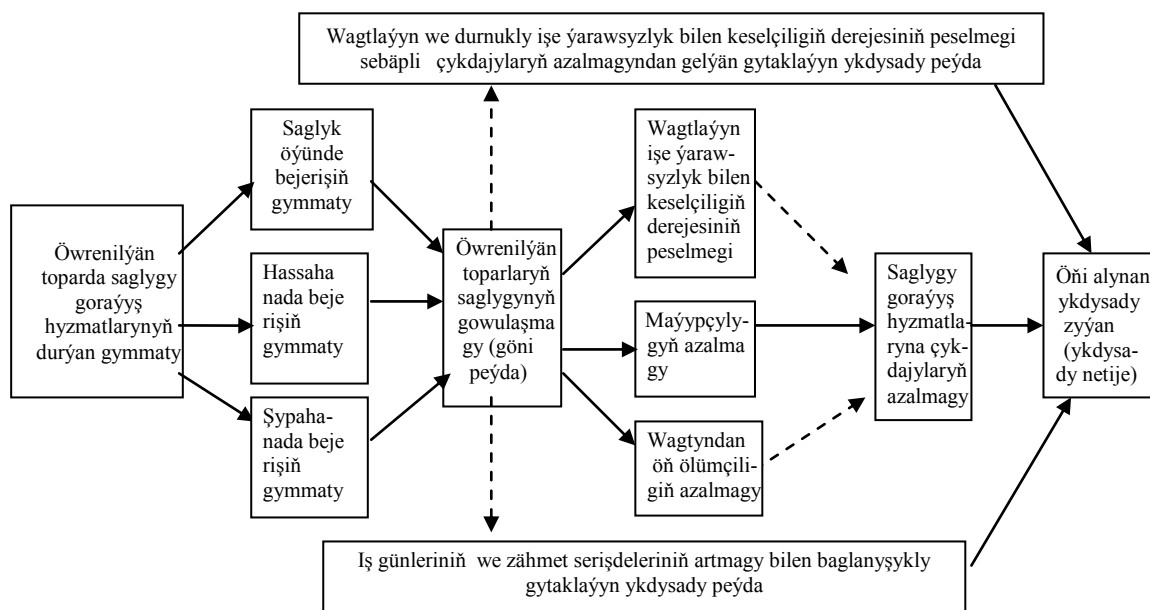 Wagtlaýyn we durnukly işe ýarawsyzlyk bilen keselçiligiň derejesiniň peselmegi
sebäpli çykdajylaryň azalmagyndan gelýän gytaklaýyn ykdysady peýda
Öwrenilýän
toparda saglygy
goraýyş
hyzmatlarynyň
durýan gymmaty
Saglyk
öýünde
bejerişiň
gymmaty
Hassaha
nada beje
rişiň
gymmaty
Şypaha-
nada beje
rişiň
gymmaty
Öwrenilýän
toparlaryň
saglygynyň
gowulaşma
gy (göni
peýda)
Wagtlaýyn
işe ýaraw-
syzlyk bilen
keselçiligiň
derejesiniň
peselmegi
Maýypçyly-
gyň azalma
gy
Wagtyndan
öň ölümçili-
giň azalmagy
Saglygy
goraýyş
hyzmatla-
ryna çyk-
dajylaryň
azalmagy
Öňi alynan
ykdysady
zyýan
(ykdysa-
dy netije)
Iş günleriniň we zähmet serişdeleriniň artmagy bilen baglanyşykly
gytaklaýyn ykdysady peýda